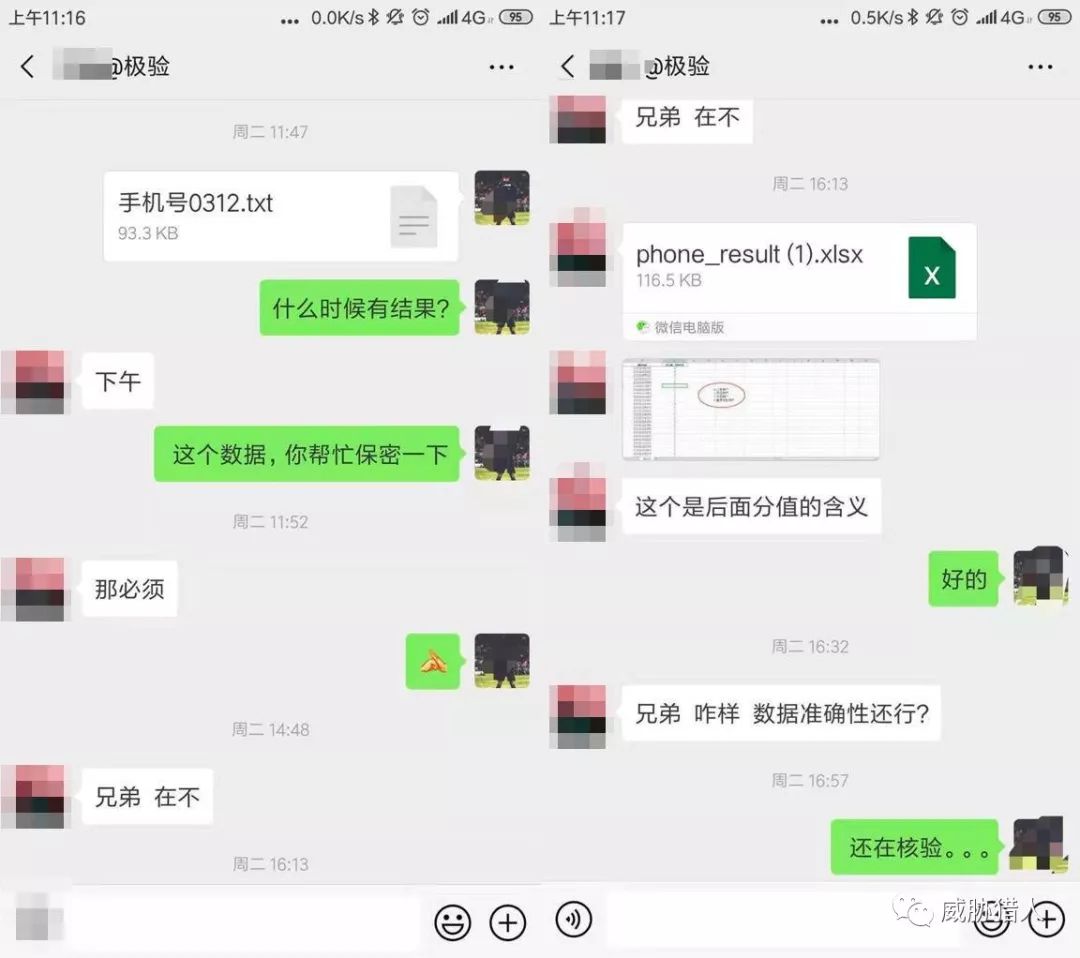 上午11:16
... 0.0K/s 4G 95
@极验
周二 11:47
手机号0312.txt
93.3 KB
什么时候有结果?
下午
这个数据，你帮忙保密一下
周二 11:52
那必须
周二 14:48
兄弟 在不
周二 16:13
上午11:17
... 0.5K/s 4G 95
@极验
兄弟 在不
周二 16:13
phone_result (1).xlsx
116.5 KB
X
微信电脑版
这个是后面分值的含义
好的
周二 16:32
兄弟 咋样 数据准确性还行?
周二 16:57
还在核验。。。
威胁猎人